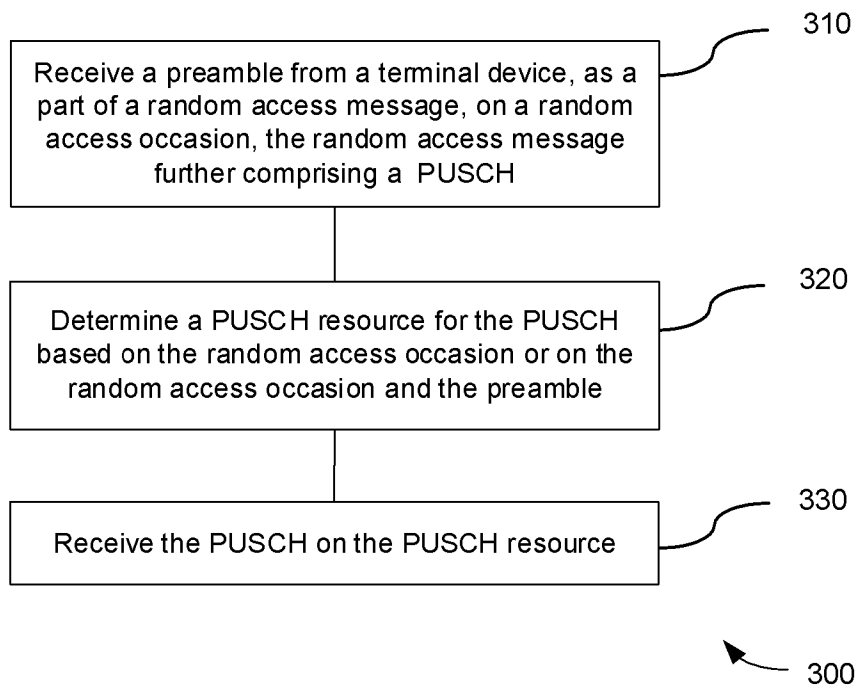 310
Receive a preamble from a terminal device, as a
part of a random access message, on a random
access occasion, the random access message
further comprising a PUSCH
320
Determine a PUSCH resource for the PUSCH
based on the random access occasion or on the
random access occasion and the preamble
330
Receive the PUSCH on the PUSCH resource
300